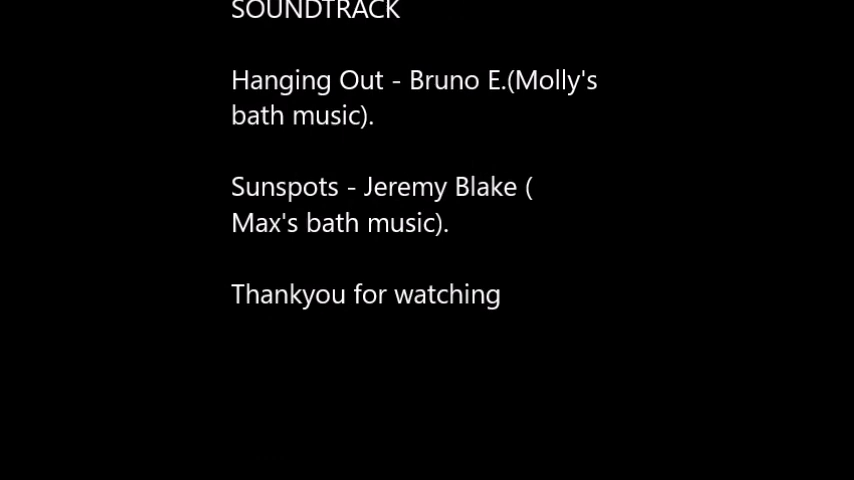 SOUNDTRACK
Hanging Out - Bruno E.(Molly's
bath music).
Sunspots - Jeremy Blake (
Max's bath music).
Thankyou for watching